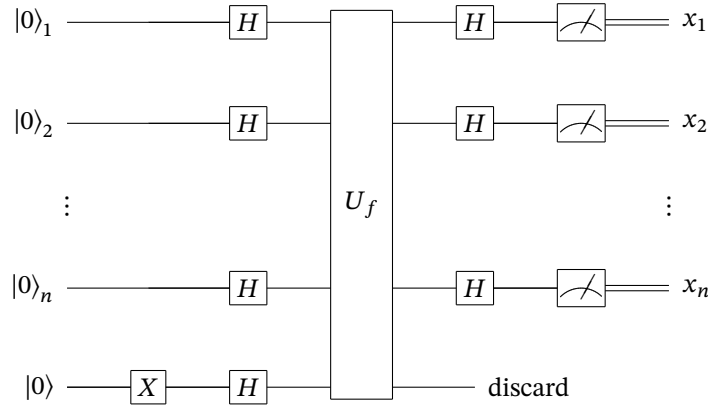 |0⟩₁ H H x₁
|0⟩₂ H H x₂
⋮ U_f ⋮
|0⟩ₙ H H xₙ
|0⟩ X H discard